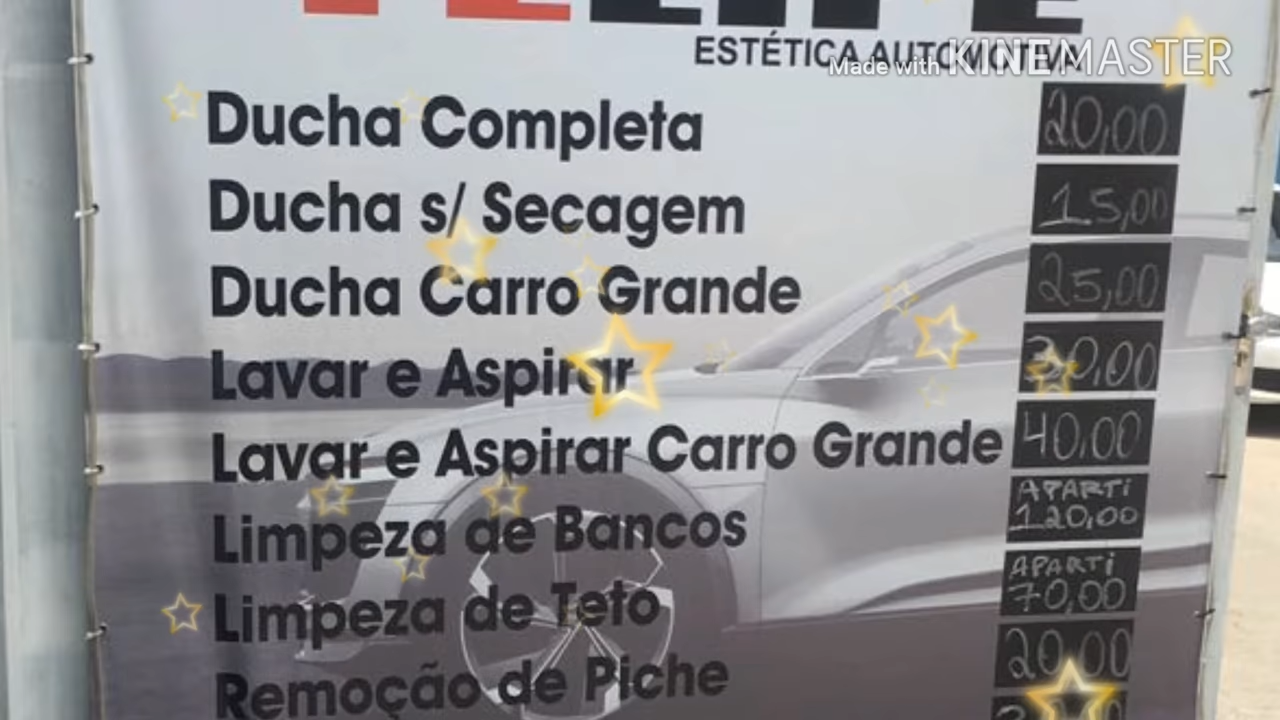 ESTÉTICA AUTOMOTIVA
Made with KINEMASTER
Ducha Completa 20,00
Ducha s/ Secagem 15,00
Ducha Carro Grande 25,00
Lavar e Aspirar 30,00
Lavar e Aspirar Carro Grande 40,00
Limpeza de Bancos APARTi 120,00
Limpeza de Teto APARTi 70,00
Remoção de Piche 20,00